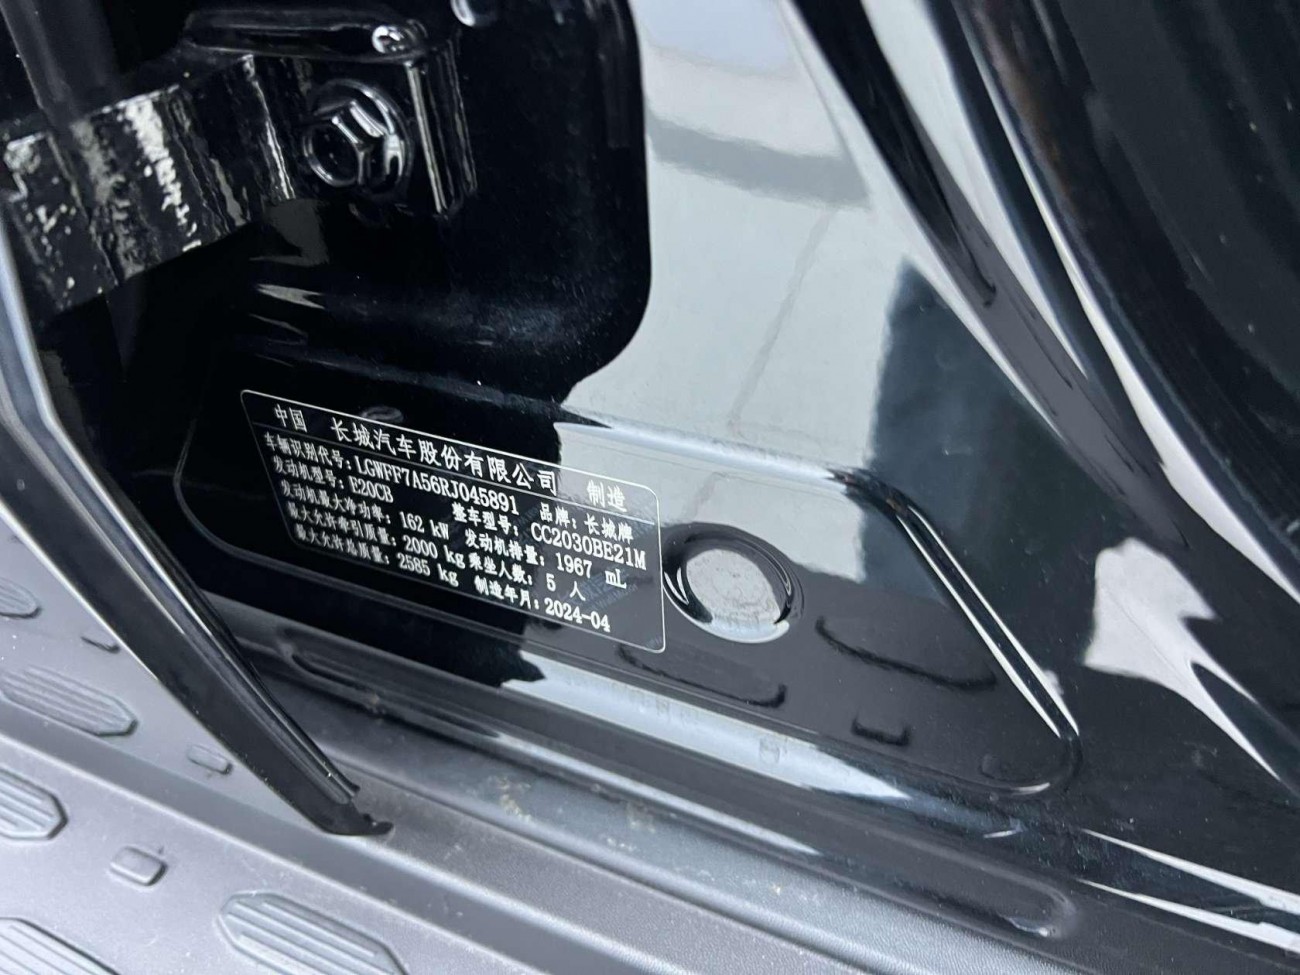 中国 长城汽车股份有限公司 制造
车辆识别代号：LGWFF7A56RJ045891 品牌：长城牌
发动机型号：E20CB 整车型号：CC2030BE21M
发动机最大净功率：162 kW 发动机排量：1967 mL
最大允许牵引质量：2000 kg 乘坐人数：5 人
最大允许总质量：2585 kg 制造年月：2024-04